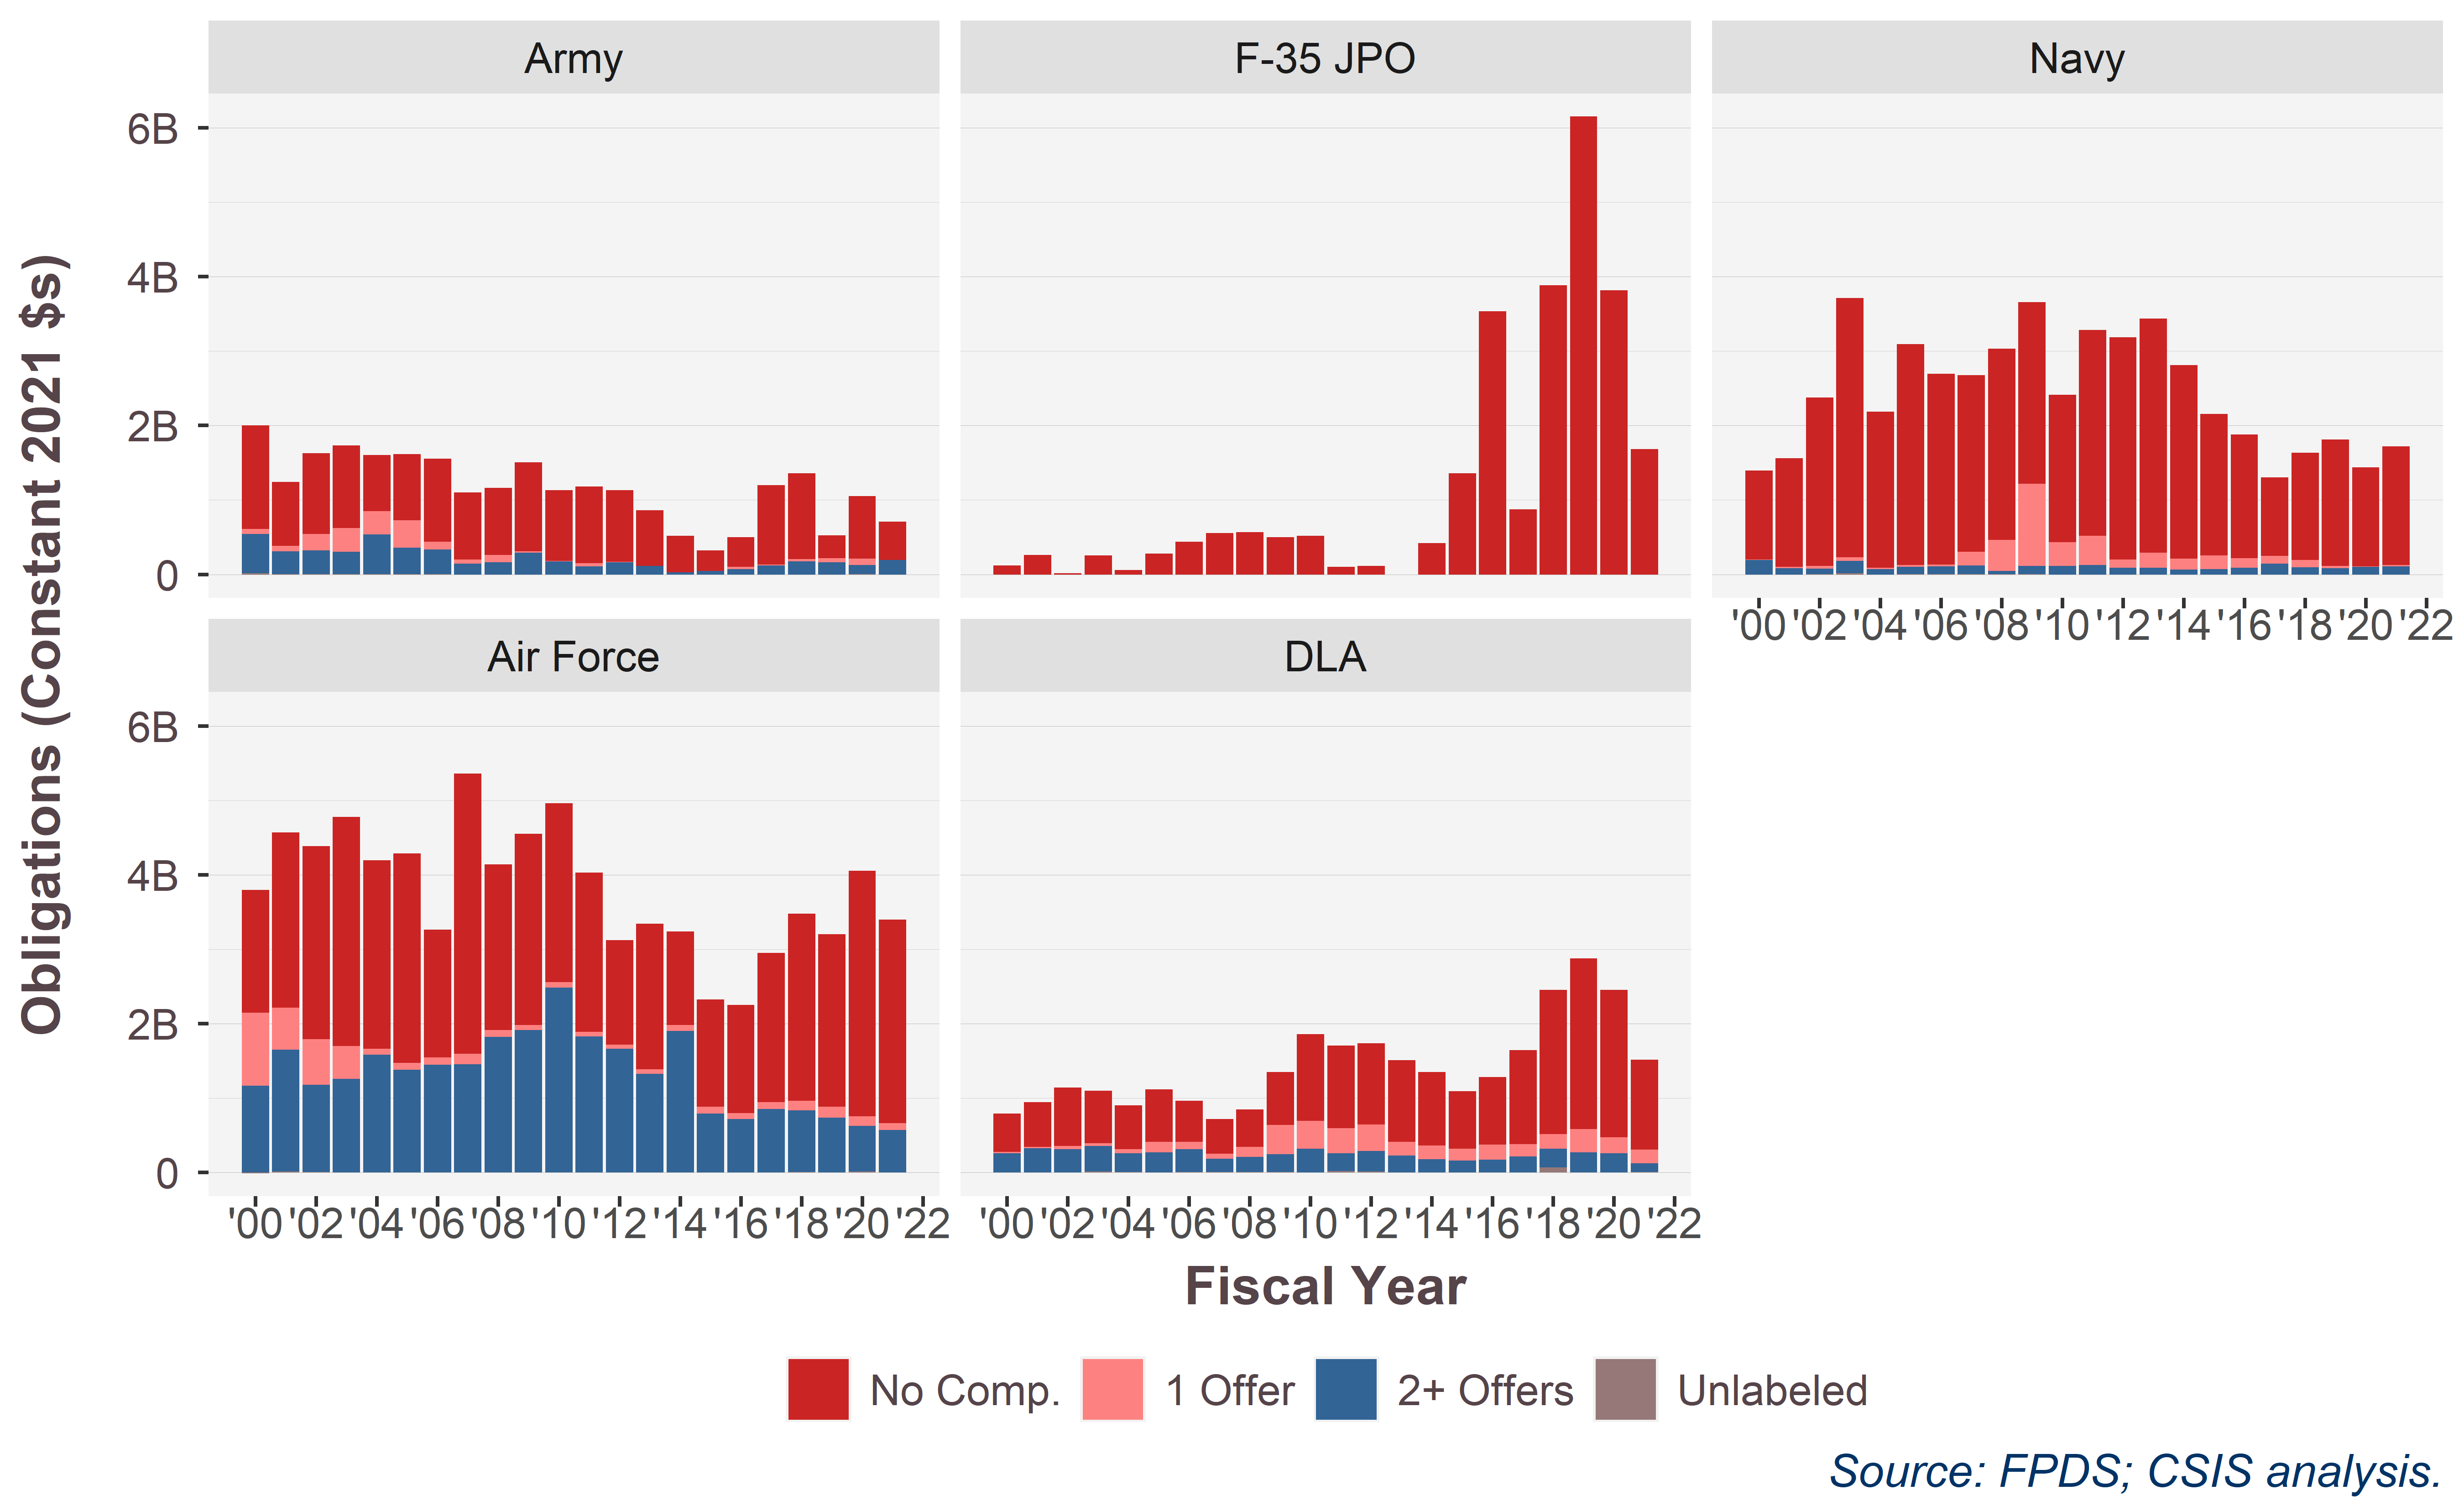 Army
F-35 JPO
Navy
6B
4B
2B
0
'00 '02 '04 '06 '08 '10 '12 '14 '16 '18 '20 '22
Air Force
DLA
6B
4B
2B
0
'00 '02 '04 '06 '08 '10 '12 '14 '16 '18 '20 '22
'00 '02 '04 '06 '08 '10 '12 '14 '16 '18 '20 '22
Obligations (Constant 2021 $s)
Fiscal Year
No Comp.
1 Offer
2+ Offers
Unlabeled
Source: FPDS; CSIS analysis.